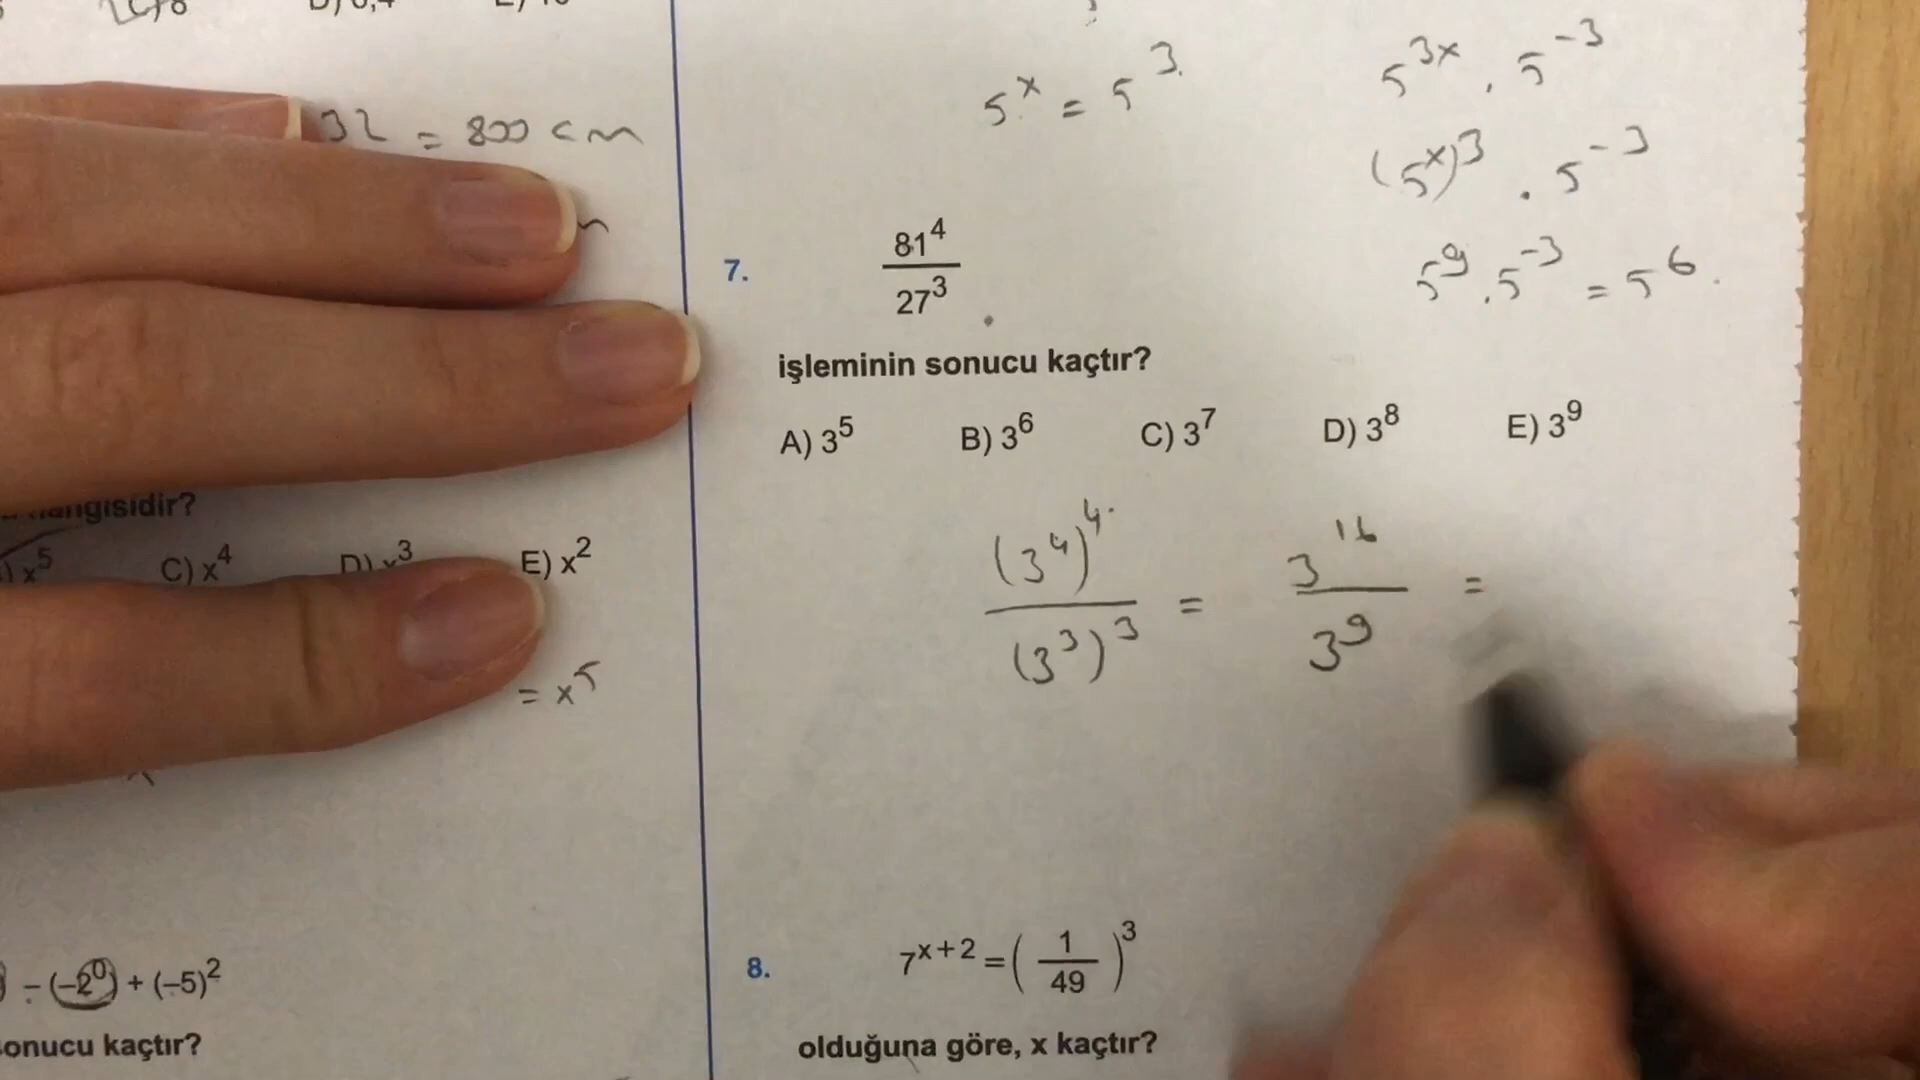 32 = 800 cm
hangisidir?
x^5 C) x^4 D) x^3 E) x^2
= x^5
– (–2^0) + (–5)^2
sonucu kaçtır?
5^x = 5^3
5^3x . 5^-3
(5^x)^3 . 5^-3
5^9 . 5^-3 = 5^6
7. 81^4
27^3
işleminin sonucu kaçtır?
A) 3^5 B) 3^6 C) 3^7 D) 3^8 E) 3^9
(3^4)^4 / (3^3)^3 = 3^16 / 3^9 =
8. 7^x+2 = (1/49)^3
olduğuna göre, x kaçtır?